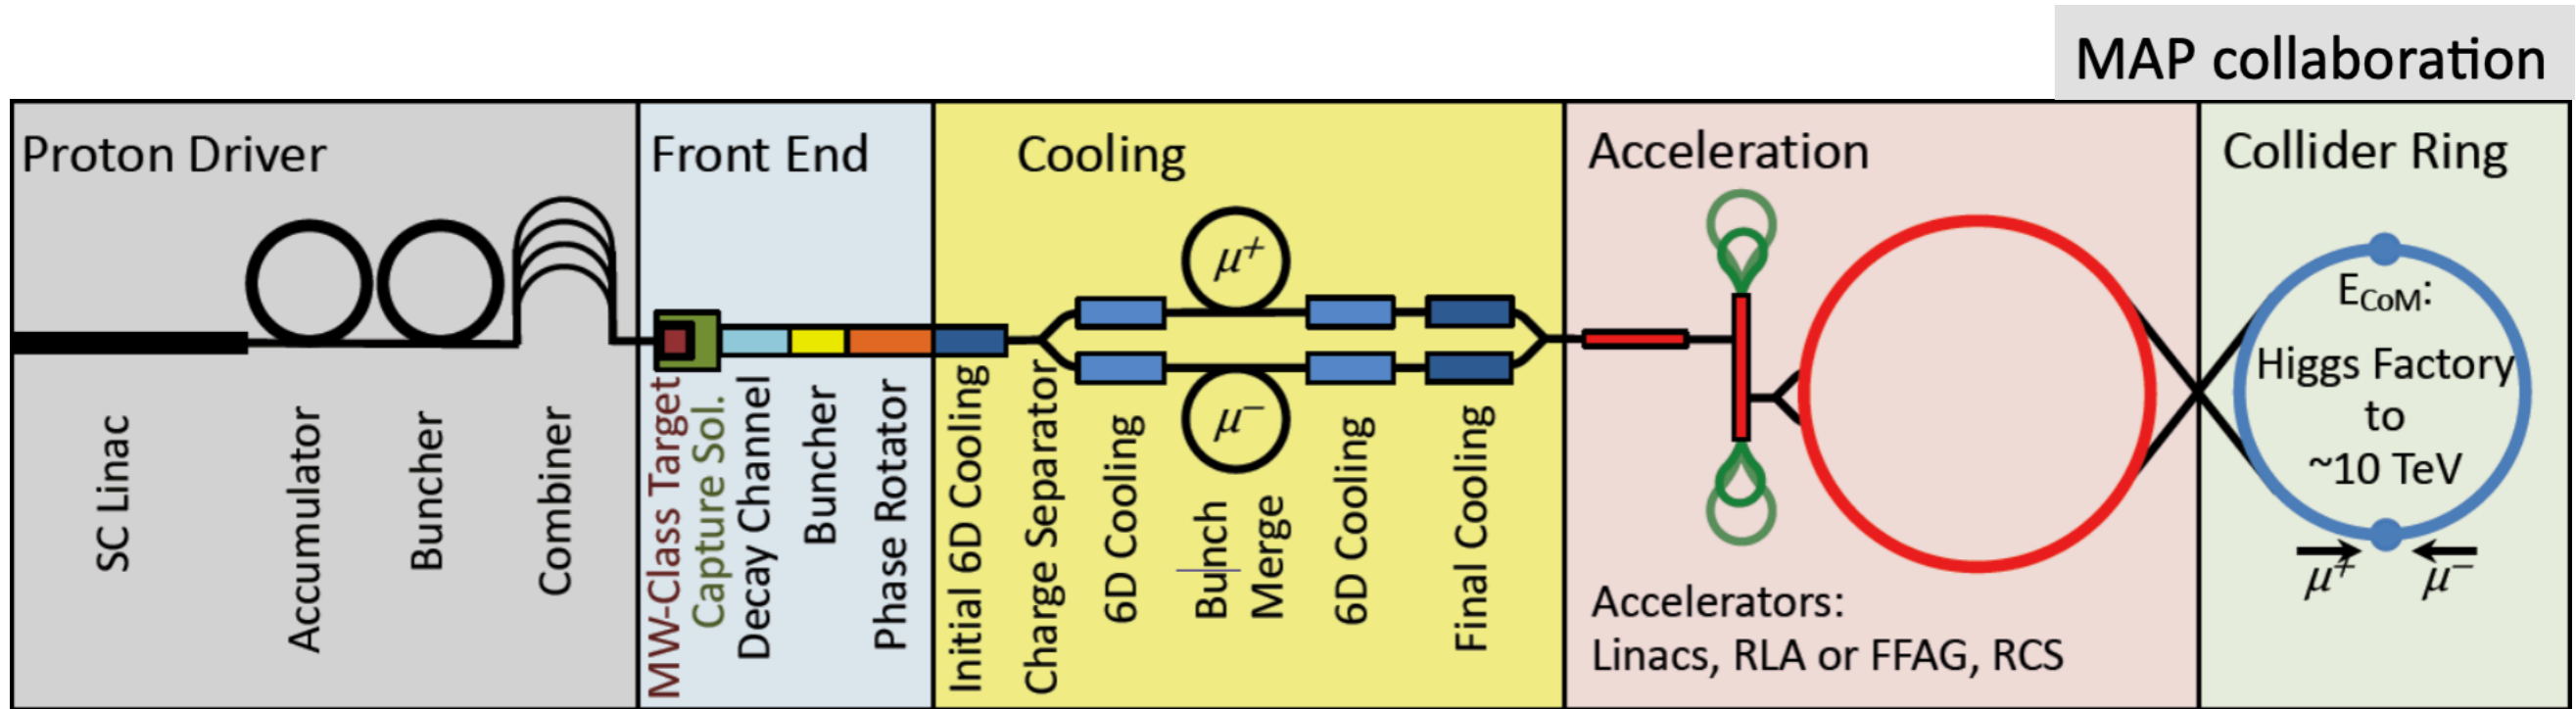 MAP collaboration
Proton Driver
SC Linac
Accumulator
Buncher
Combiner
Front End
MW-Class Target
Capture Sol.
Decay Channel
Buncher
Phase Rotator
Cooling
μ+
μ−
Initial 6D Cooling
Charge Separator
6D Cooling
Bunch
Merge
6D Cooling
Final Cooling
Acceleration
Accelerators:
Linacs, RLA or FFAG, RCS
Collider Ring
ECoM:
Higgs Factory
to
~10 TeV
μ+ μ−